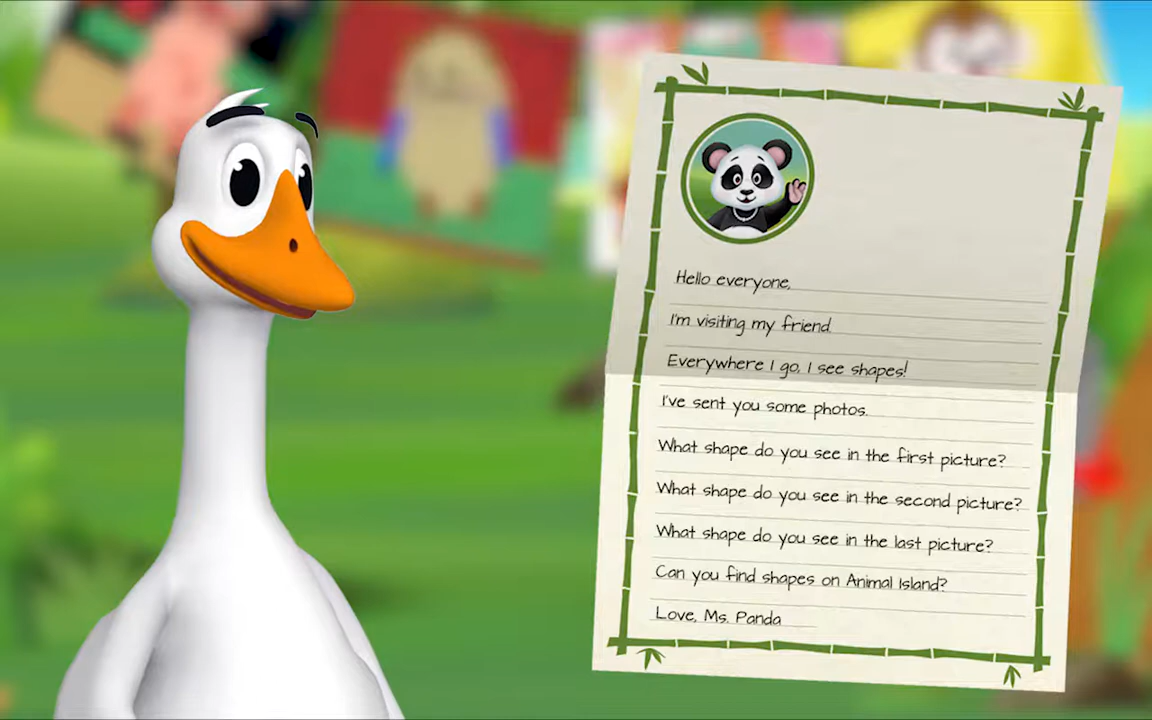 Hello everyone,
I'm visiting my friend.
Everywhere I go, I see shapes!
I've sent you some photos.
What shape do you see in the first picture?
What shape do you see in the second picture?
What shape do you see in the last picture?
Can you find shapes on Animal Island?
Love, Ms. Panda